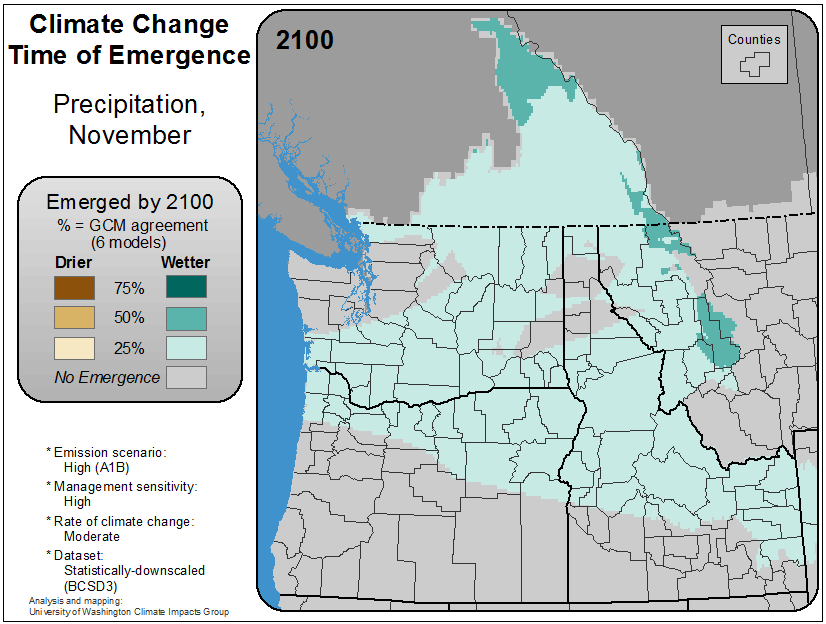 Climate Change
Time of Emergence
Precipitation,
November
Emerged by 2100
% = GCM agreement
(6 models)
Drier Wetter
75%
50%
25%
No Emergence
* Emission scenario:
High (A1B)
* Management sensitivity:
High
* Rate of climate change:
Moderate
* Dataset:
Statistically-downscaled
(BCSD3)
Analysis and mapping:
University of Washington Climate Impacts Group
2100
Counties